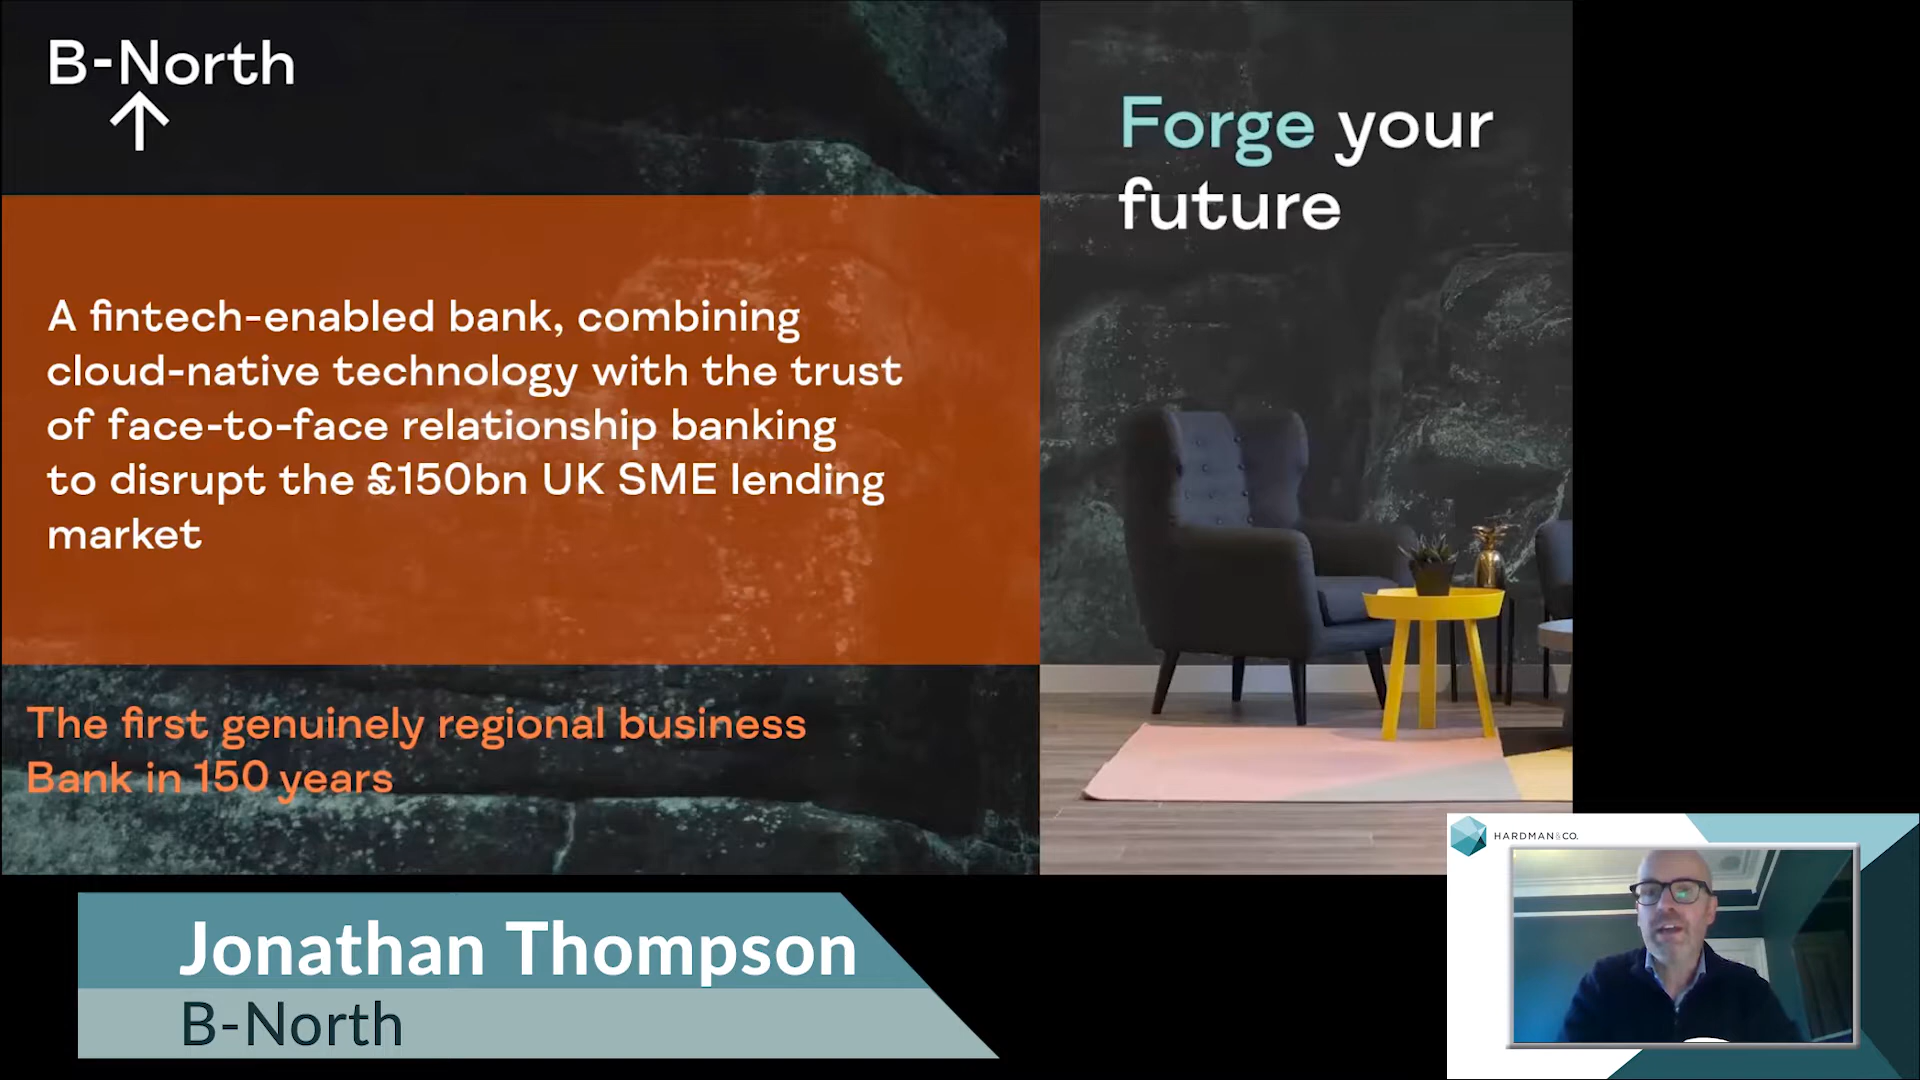 B-North
A fintech-enabled bank, combining
cloud-native technology with the trust
of face-to-face relationship banking
to disrupt the £150bn UK SME lending
market
The first genuinely regional business
Bank in 150 years
Forge your
future
HARDMAN&CO.
Jonathan Thompson
B-North